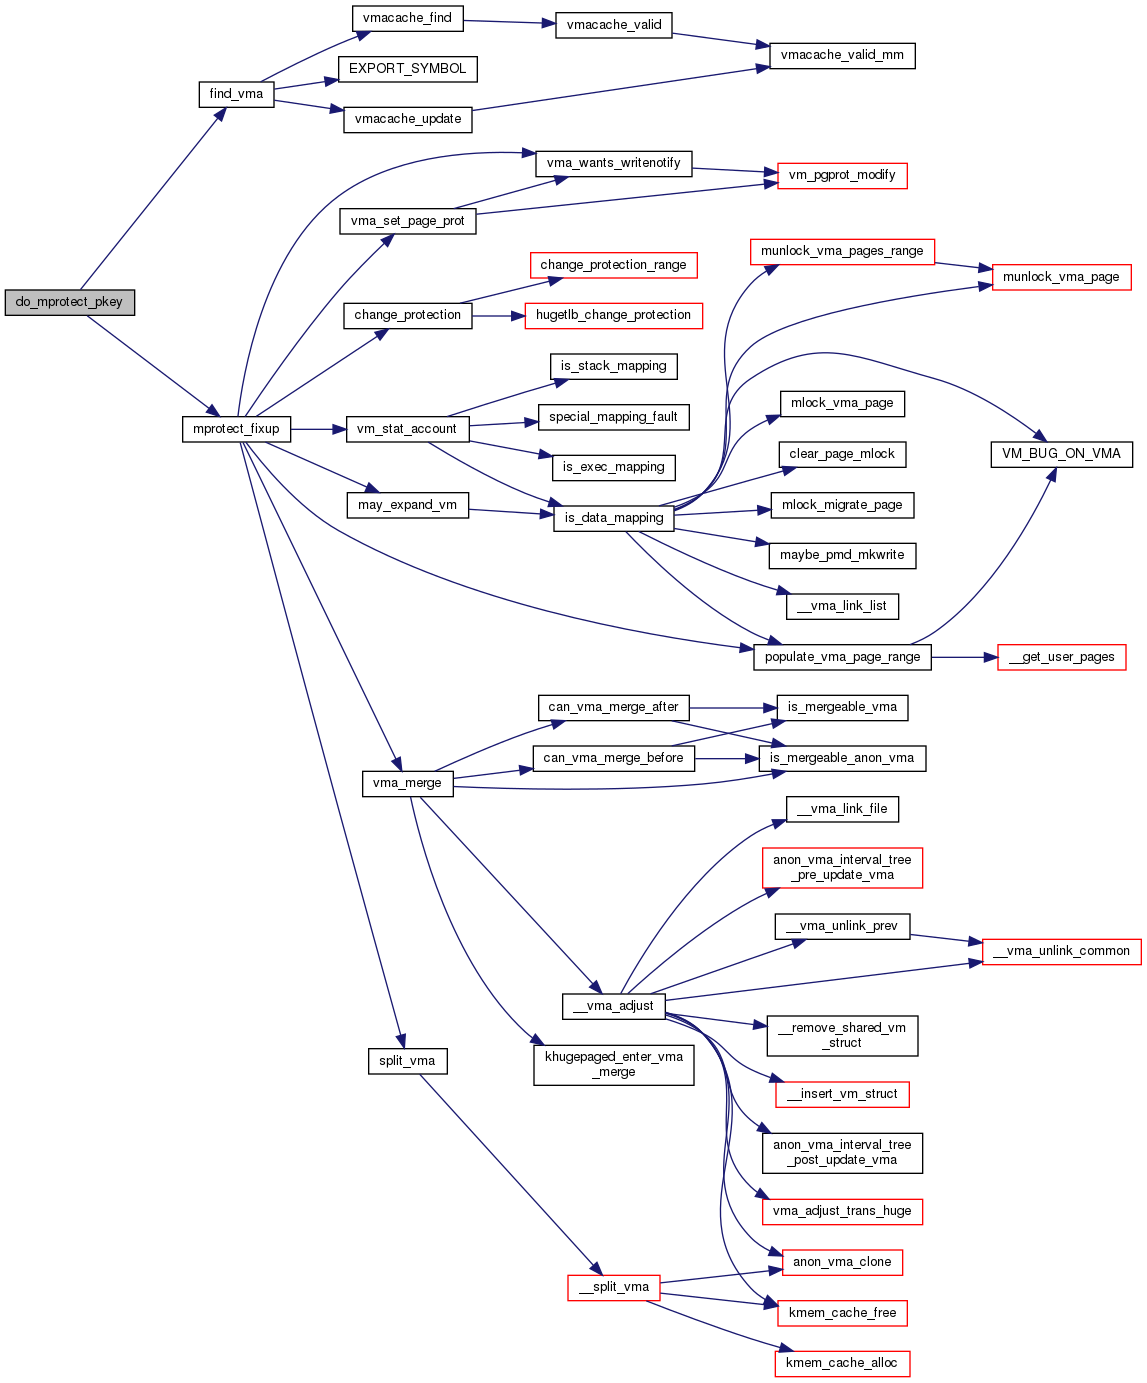 vmacache_find
vmacache_valid
vmacache_valid_mm
EXPORT_SYMBOL
find_vma
vmacache_update
vma_wants_writenotify
vm_pgprot_modify
vma_set_page_prot
munlock_vma_pages_range
change_protection_range
munlock_vma_page
do_mprotect_pkey
change_protection
hugetlb_change_protection
is_stack_mapping
mlock_vma_page
special_mapping_fault
mprotect_fixup
vm_stat_account
clear_page_mlock
VM_BUG_ON_VMA
is_exec_mapping
may_expand_vm
mlock_migrate_page
is_data_mapping
maybe_pmd_mkwrite
__vma_link_list
populate_vma_page_range
__get_user_pages
can_vma_merge_after
is_mergeable_vma
can_vma_merge_before
is_mergeable_anon_vma
vma_merge
__vma_link_file
anon_vma_interval_tree
_pre_update_vma
__vma_unlink_prev
__vma_unlink_common
__vma_adjust
__remove_shared_vm
_struct
split_vma
khugepaged_enter_vma
_merge
__insert_vm_struct
anon_vma_interval_tree
_post_update_vma
vma_adjust_trans_huge
anon_vma_clone
__split_vma
kmem_cache_free
kmem_cache_alloc